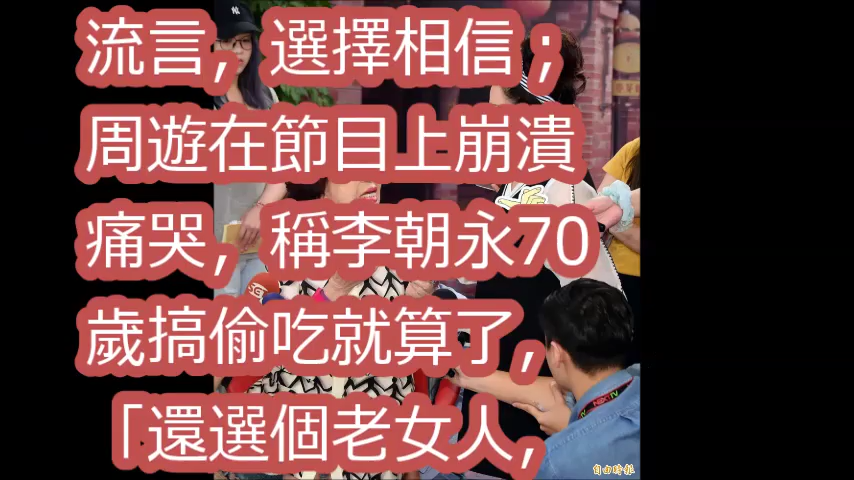 流言，選擇相信；
周遊在節目上崩潰
痛哭，稱李朝永70
歲搞偷吃就算了，
「還選個老女人，
自由時報